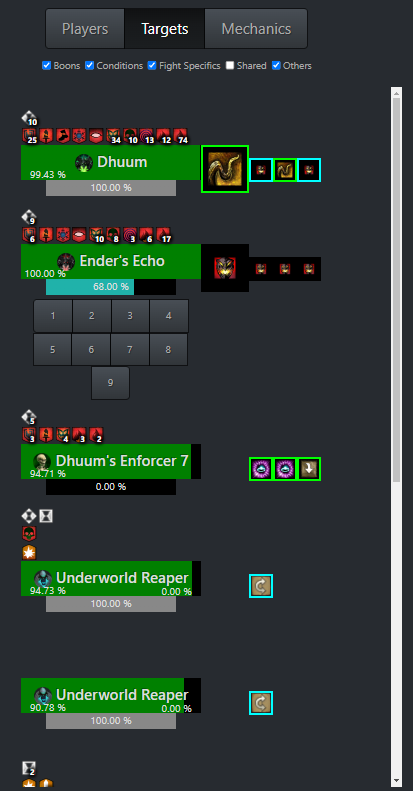 Players Targets Mechanics
Boons Conditions Fight Specifics Shared Others
10
25 34 10 13 12 74
Dhuum
99.43 %
100.00 %
9
6 10 8 3 6 17
Ender's Echo
100.00 %
68.00 %
1 2 3 4
5 6 7 8
9
5
3 4 3 2
Dhuum's Enforcer 7
94.71 %
0.00 %
Underworld Reaper
94.73 % 0.00 %
100.00 %
Underworld Reaper
90.78 % 0.00 %
100.00 %
2